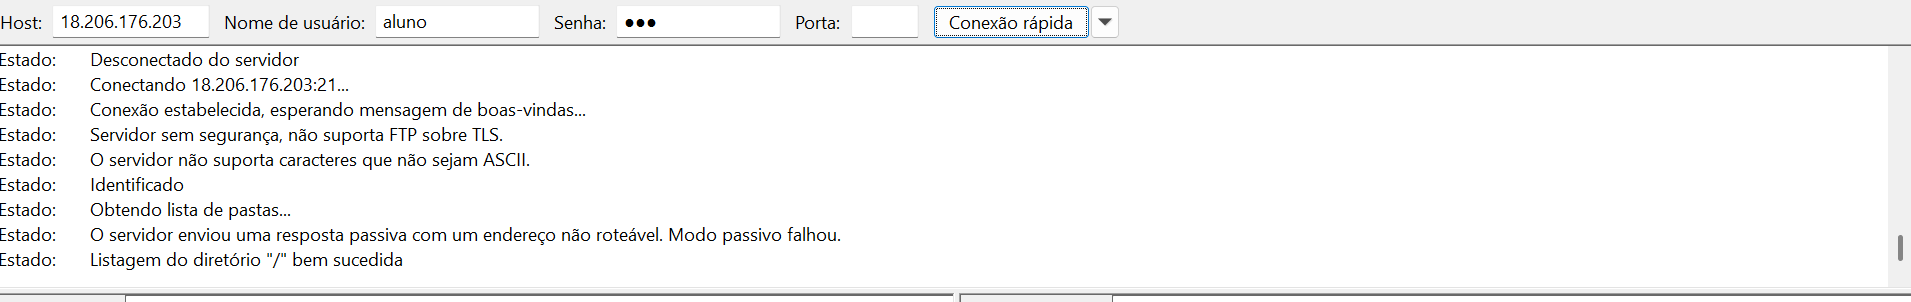 Host: 18.206.176.203 Nome de usuário: aluno Senha: ●●● Porta: Conexão rápida
Estado: Desconectado do servidor
Estado: Conectando 18.206.176.203:21...
Estado: Conexão estabelecida, esperando mensagem de boas-vindas...
Estado: Servidor sem segurança, não suporta FTP sobre TLS.
Estado: O servidor não suporta caracteres que não sejam ASCII.
Estado: Identificado
Estado: Obtendo lista de pastas...
Estado: O servidor enviou uma resposta passiva com um endereço não roteável. Modo passivo falhou.
Estado: Listagem do diretório "/" bem sucedida